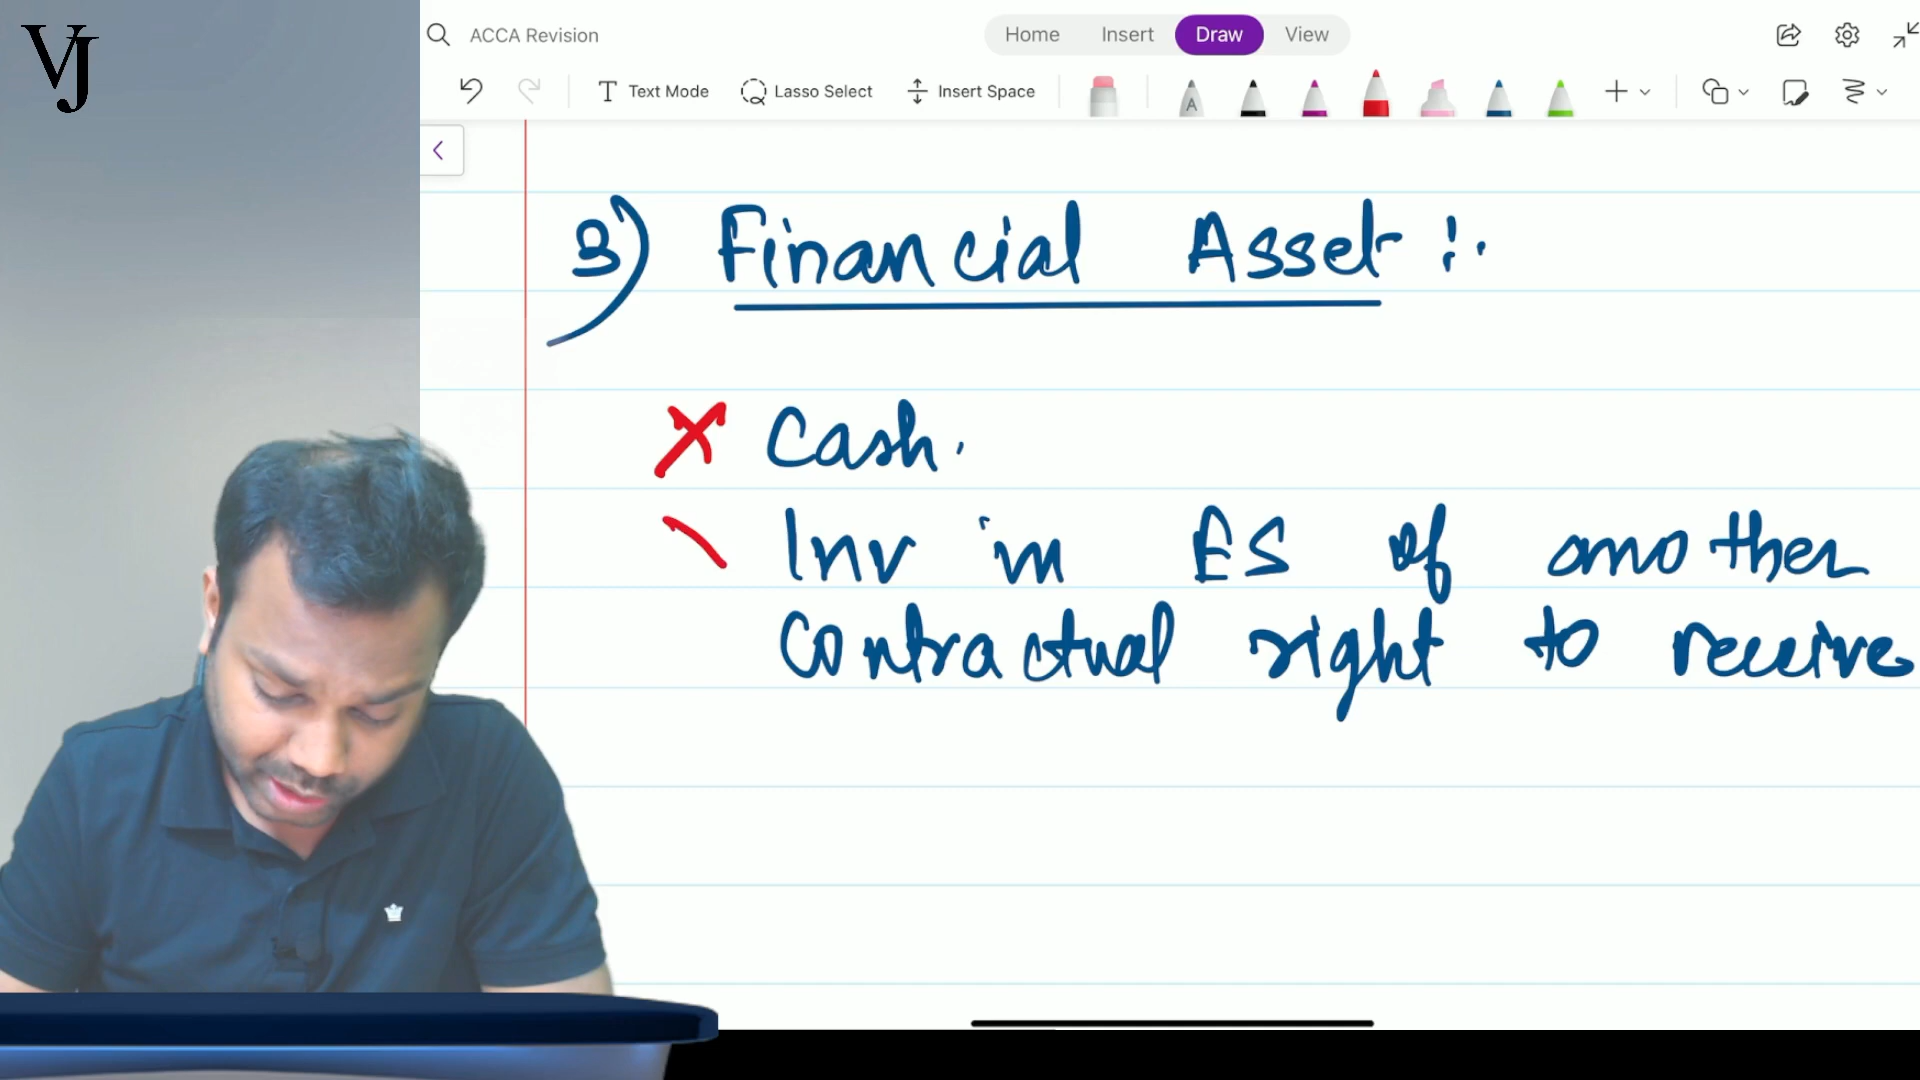 VJ
ACCA Revision
Home Insert Draw View
Text Mode Lasso Select Insert Space
A
3) Financial Asset :.
Cash.
Inv in ES of another
Contractual right to receive